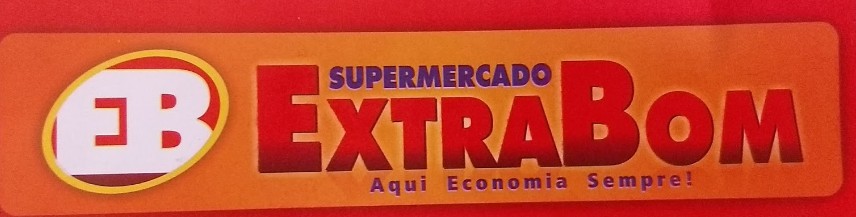 EB
SUPERMERCADO
EXTRABOM
Aqui Economia Sempre!